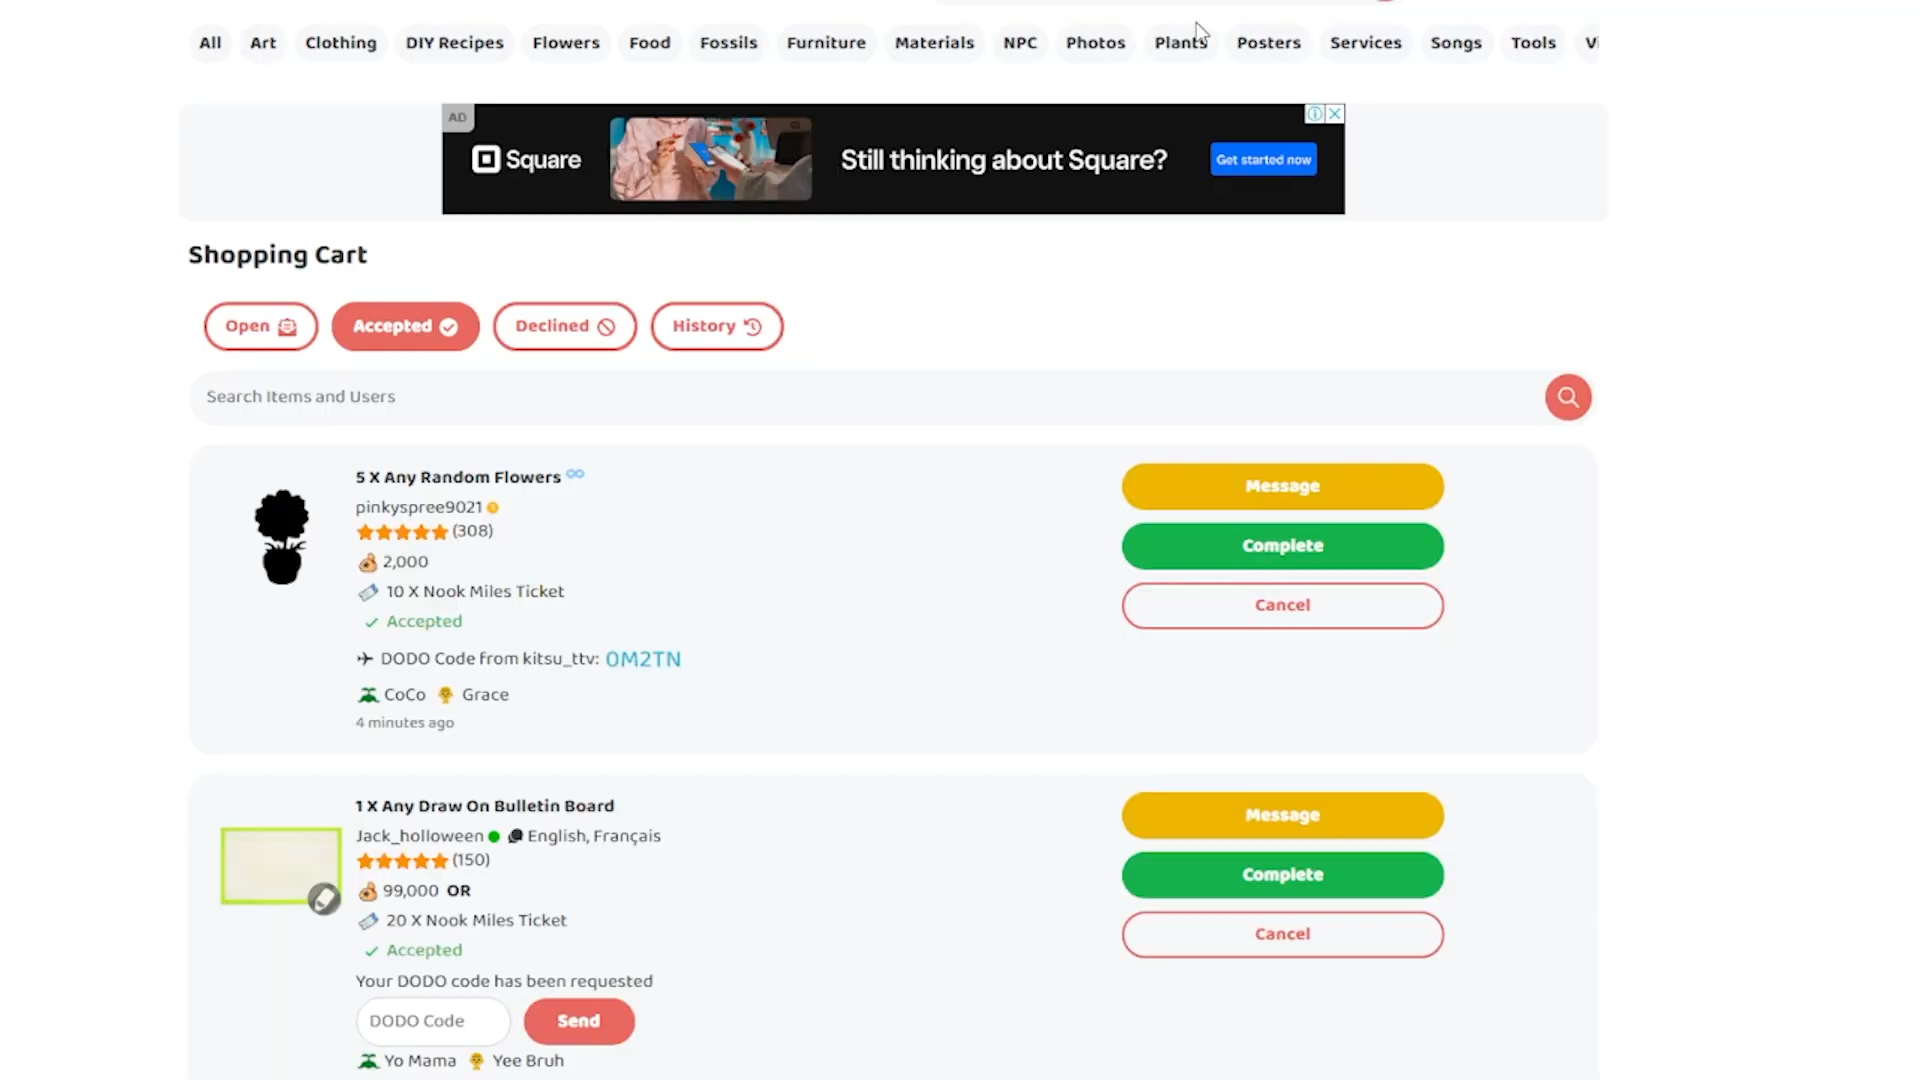 All Art Clothing DIY Recipes Flowers Food Fossils Furniture Materials NPC Photos Plants Posters Services Songs Tools
AD
Square Still thinking about Square? Get started now
Shopping Cart
Open Accepted Declined History
Search Items and Users
5 X Any Random Flowers
Message
pinkyspree9021
(308)
Complete
2,000
10 X Nook Miles Ticket
Cancel
Accepted
DODO Code from kitsu_ttv: 0M2TN
CoCo Grace
4 minutes ago
1 X Any Draw On Bulletin Board
Message
Jack_holloween English, Français
(150)
Complete
99,000 OR
20 X Nook Miles Ticket
Cancel
Accepted
Your DODO code has been requested
DODO Code Send
Yo Mama Yee Bruh